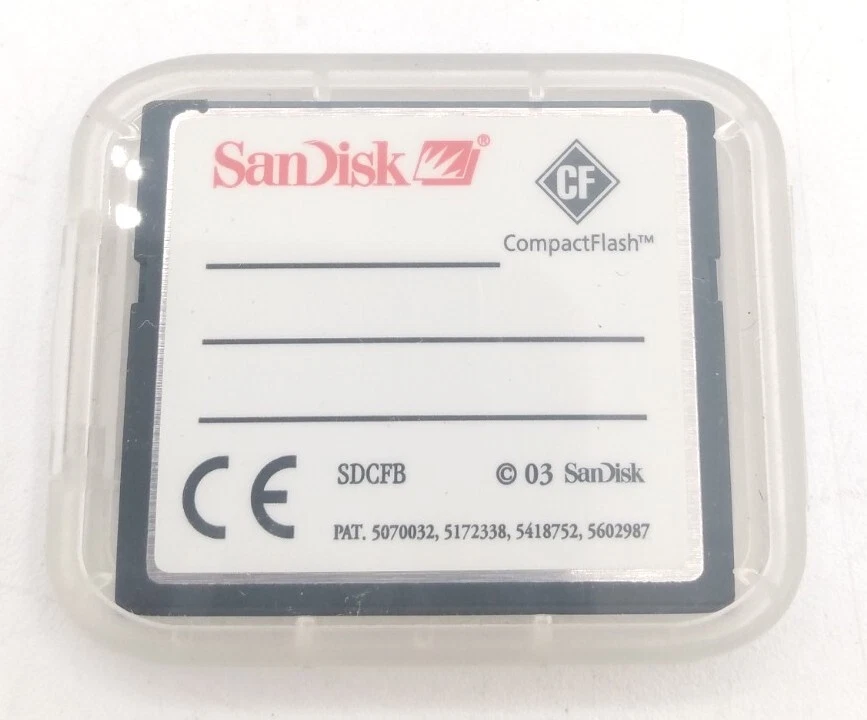 SanDisk ®
CF
CompactFlash™
CE
SDCFB © 03 SanDisk
PAT. 5070032, 5172338, 5418752, 5602987